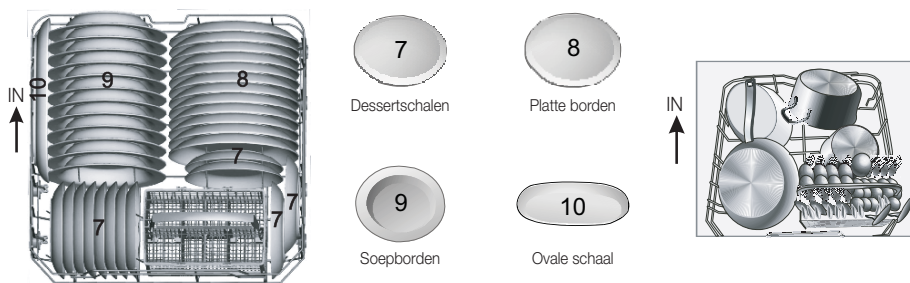 IN
10
9
8
7
7
7
7
7
Dessertschalen
8
Platte borden
9
Soepborden
10
Ovale schaal
IN